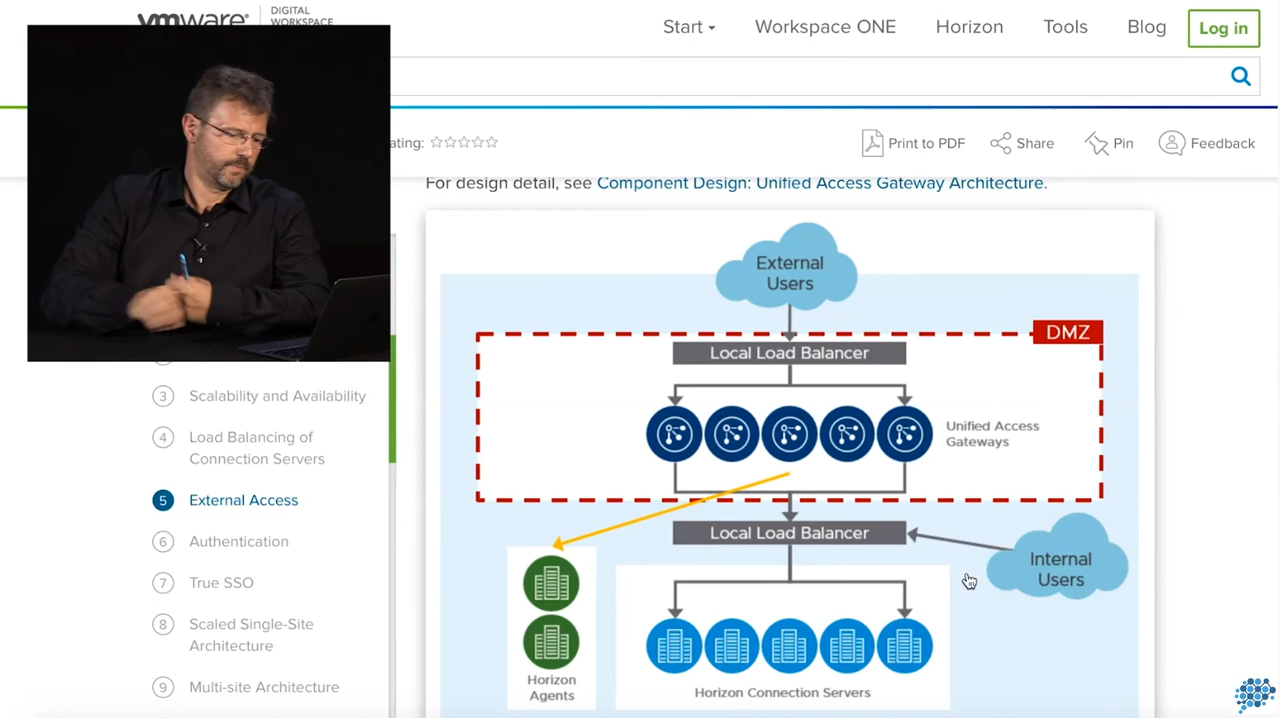 vmware
DIGITAL
WORKSPACE
Start
Workspace ONE
Horizon
Tools
Blog
Log in
ating:
Print to PDF
Share
Pin
Feedback
For design detail, see Component Design: Unified Access Gateway Architecture.
3 Scalability and Availability
4 Load Balancing of
Connection Servers
5 External Access
6 Authentication
7 True SSO
8 Scaled Single-Site
Architecture
9 Multi-site Architecture
External
Users
DMZ
Local Load Balancer
Unified Access
Gateways
Local Load Balancer
Internal
Users
Horizon
Agents
Horizon Connection Servers